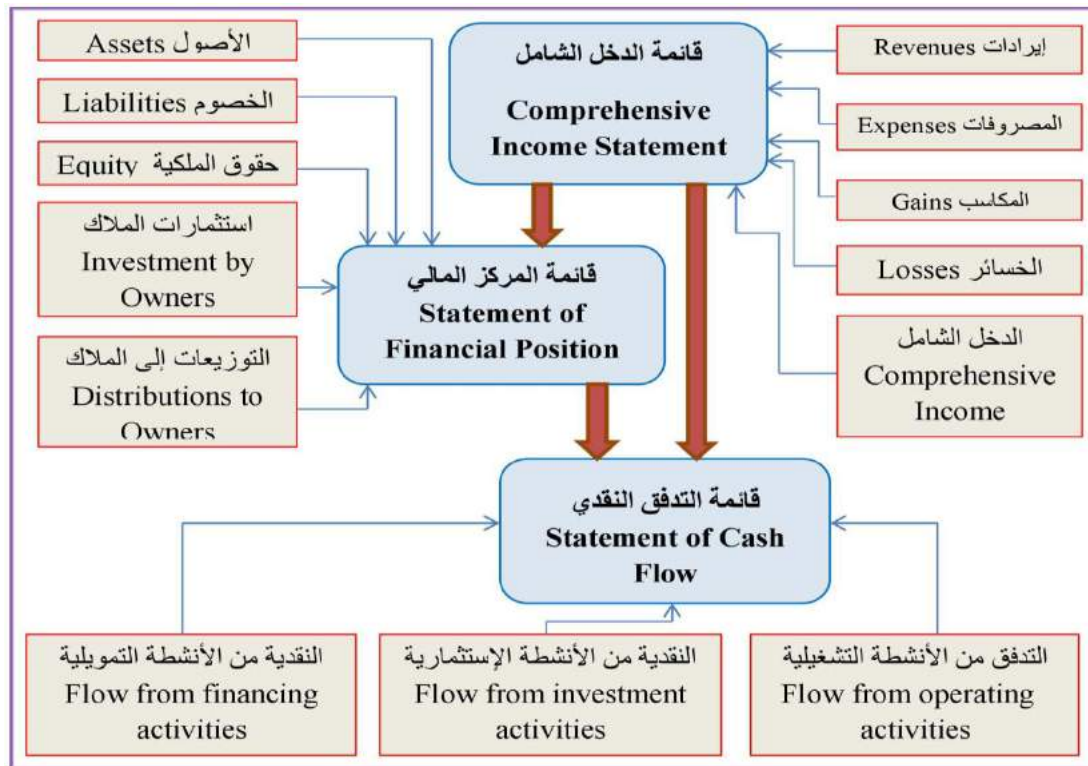 الأصول Assets
الخصوم Liabilities
حقوق الملكية Equity
استثمارات الملاك
Investment by
Owners
التوزيعات إلى الملاك
Distributions to
Owners
قائمة الدخل الشامل
Comprehensive
Income Statement
إيرادات Revenues
المصروفات Expenses
المكاسب Gains
الخسائر Losses
الدخل الشامل
Comprehensive
Income
قائمة المركز المالي
Statement of
Financial Position
قائمة التدفق النقدي
Statement of Cash
Flow
النقدية من الأنشطة التمويلية
Flow from financing
activities
النقدية من الأنشطة الإستثمارية
Flow from investment
activities
التدفق من الأنشطة التشغيلية
Flow from operating
activities